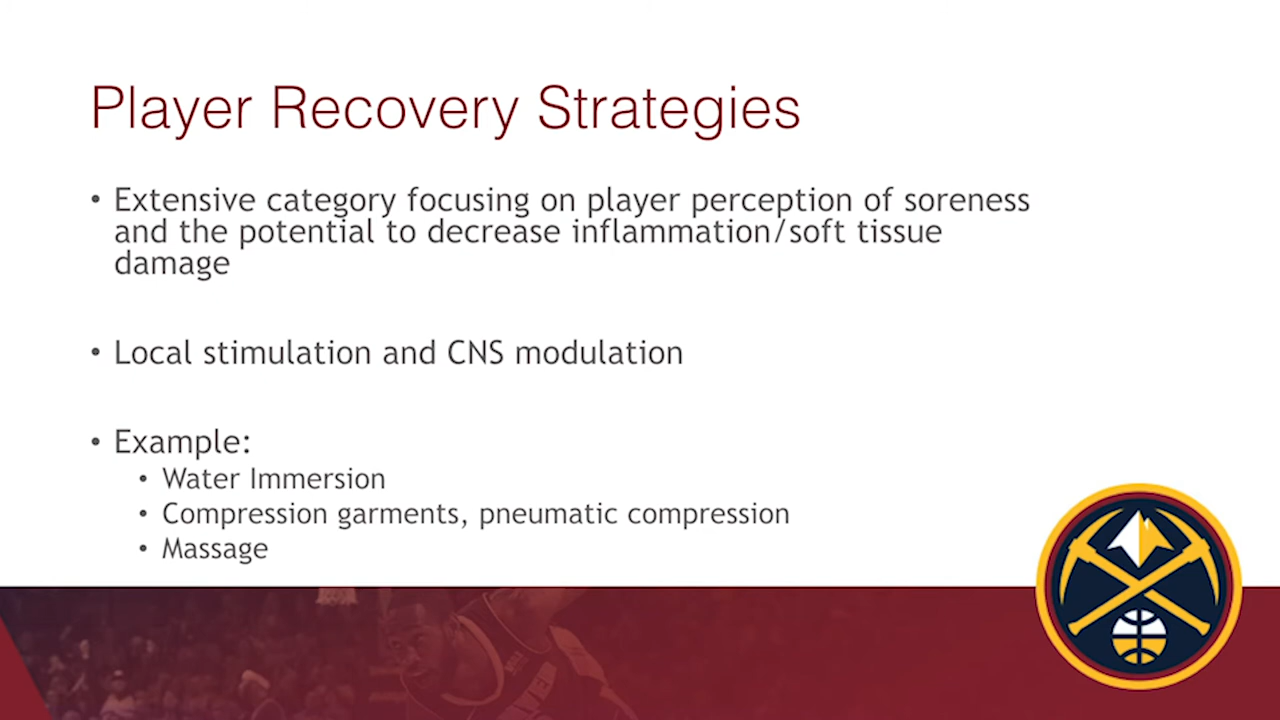 Player Recovery Strategies
• Extensive category focusing on player perception of soreness
and the potential to decrease inflammation/soft tissue
damage
• Local stimulation and CNS modulation
• Example:
• Water Immersion
• Compression garments, pneumatic compression
• Massage